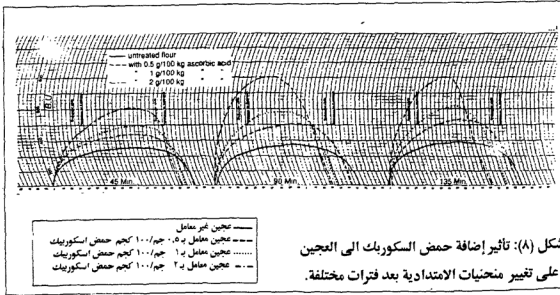 untreated flour
with 0.5 g/100 kg ascorbic acid
" 1 g/100 kg " "
" 2 g/100 kg " "
45 Min
90 Min
135 Min
عجين غير معامل
عجين معامل بـ ٠,٥ جم/١٠٠ كجم حمض اسكوربيك
عجين معامل بـ ١ جم/١٠٠ كجم حمض اسكوربيك
عجين معامل بـ ٢ جم/١٠٠ كجم حمض اسكوربيك
شكل (٨): تأثير إضافة حمض السكوربك الى العجين
على تغيير منحنيات الامتدادية بعد فترات مختلفة.